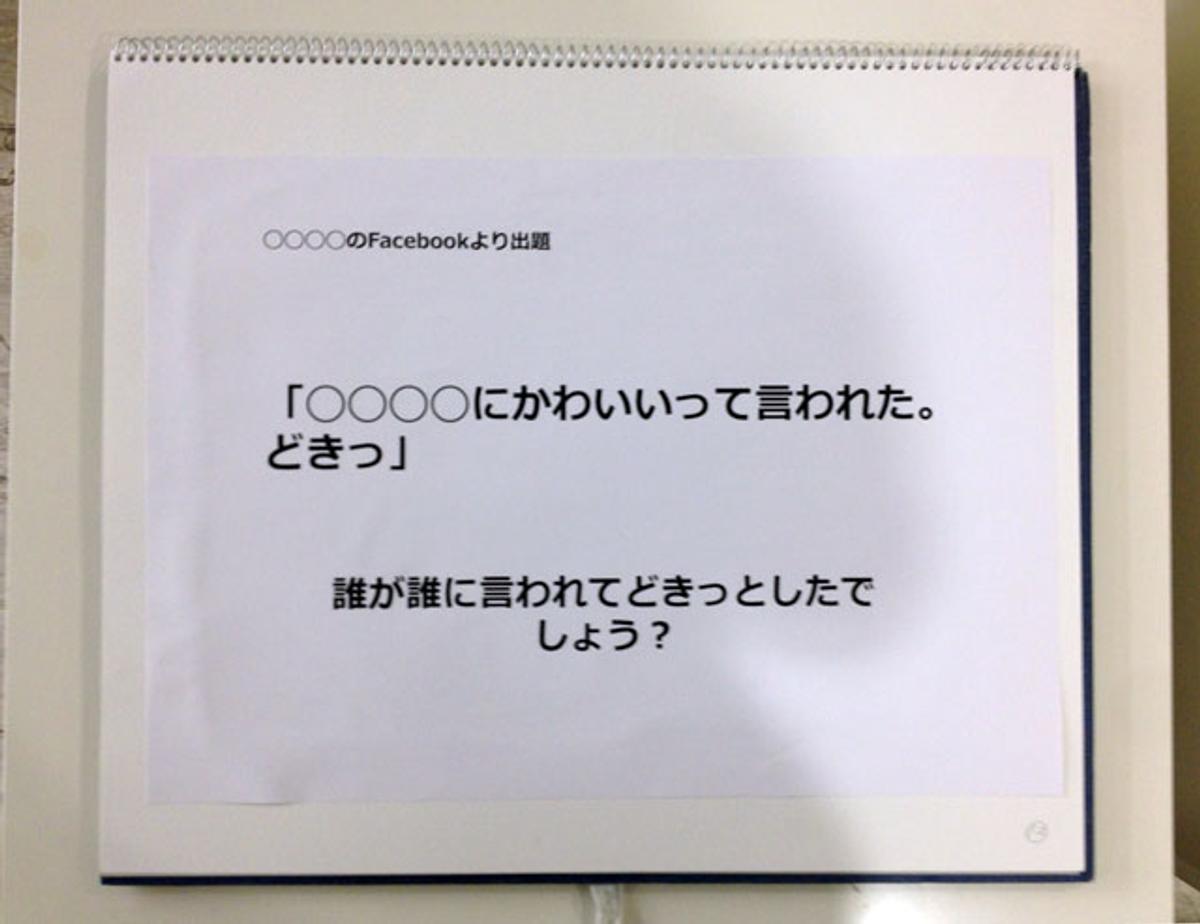 ○○○○のFacebookより出題
「○○○○にかわいいって言われた。
どきっ」
誰が誰に言われてどきっとしたで
しょう？